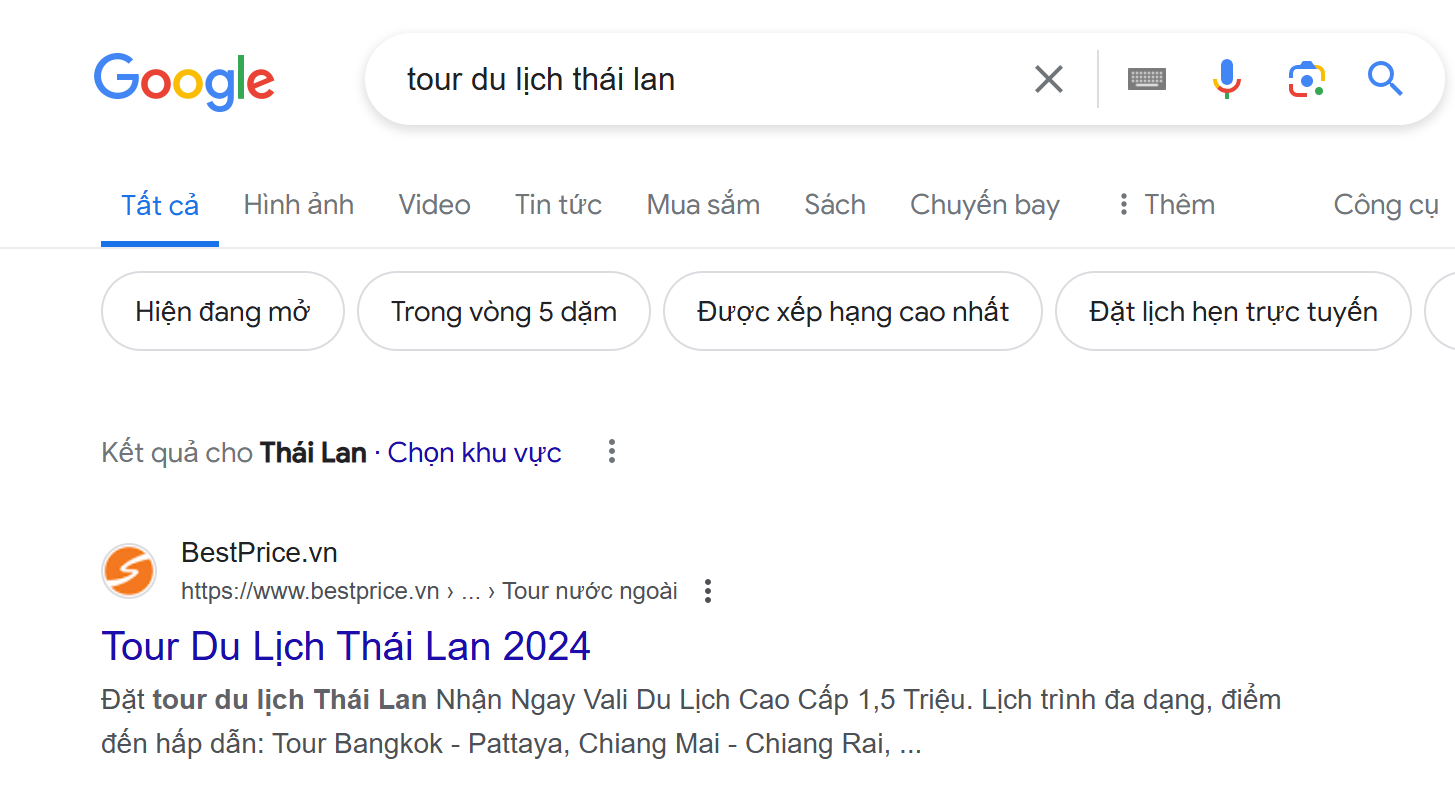 Google
tour du lịch thái lan
Tất cả Hình ảnh Video Tin tức Mua sắm Sách Chuyến bay Thêm Công cụ
Hiện đang mở Trong vòng 5 dặm Được xếp hạng cao nhất Đặt lịch hẹn trực tuyến
Kết quả cho Thái Lan · Chọn khu vực
BestPrice.vn
https://www.bestprice.vn › ... › Tour nước ngoài
Tour Du Lịch Thái Lan 2024
Đặt tour du lịch Thái Lan Nhận Ngay Vali Du Lịch Cao Cấp 1,5 Triệu. Lịch trình đa dạng, điểm
đến hấp dẫn: Tour Bangkok - Pattaya, Chiang Mai - Chiang Rai, ...